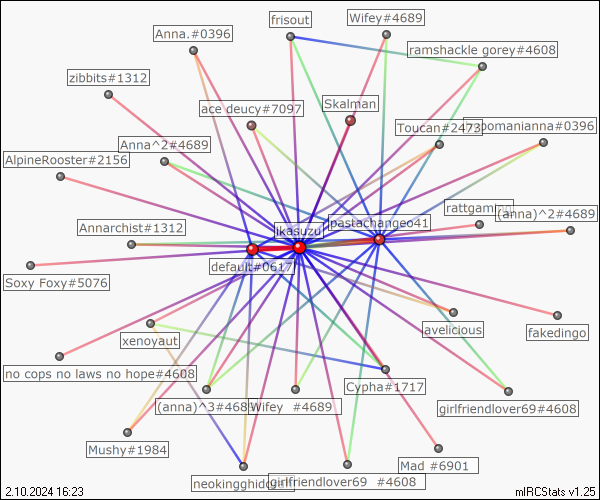 frisout
Wifey#4689
Anna.#0396
ramshackle gorey#4608
zibbits#1312
ace deucy#7097
Skalman
Toucan#2473
pomanianna#0396
Anna^2#4689
AlpineRooster#2156
rattgam
(anna)^2#4689
Annarchist#1312
jkasuzu
pastachangeo41
default#0617
Soxy Foxy#5076
avelicious
fakedingo
xenoyaut
no cops no laws no hope#4608
Cypha#1717
(anna)^3#468
Wifey #4689
girlfriendlover69#4608
Mushy#1984
Mad #6901
neokingghid
girlfriendlover69 #4608
2.10.2024 16:23
mIRCStats v1.25